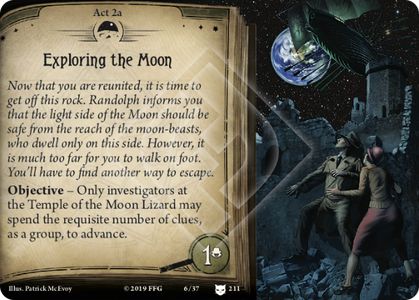 Act 2a
Exploring the Moon
Now that you are reunited, it is time to
get off this rock. Randolph informs you
that the light side of the Moon should be
safe from the reach of the moon-beasts,
who dwell only on this side. However, it
is much too far for you to walk on foot.
You'll have to find another way to escape.
Objective – Only investigators at
the Temple of the Moon Lizard may
spend the requisite number of clues,
as a group, to advance.
1
Illus. Patrick McEvoy
© 2019 FFG
6/37
211